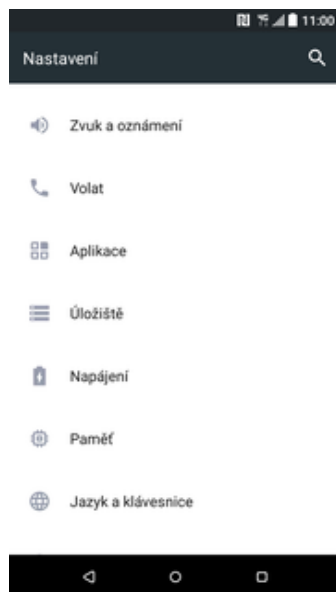 11:00
Nastavení
Zvuk a oznámení
Volat
Aplikace
Úložiště
Napájení
Paměť
Jazyk a klávesnice